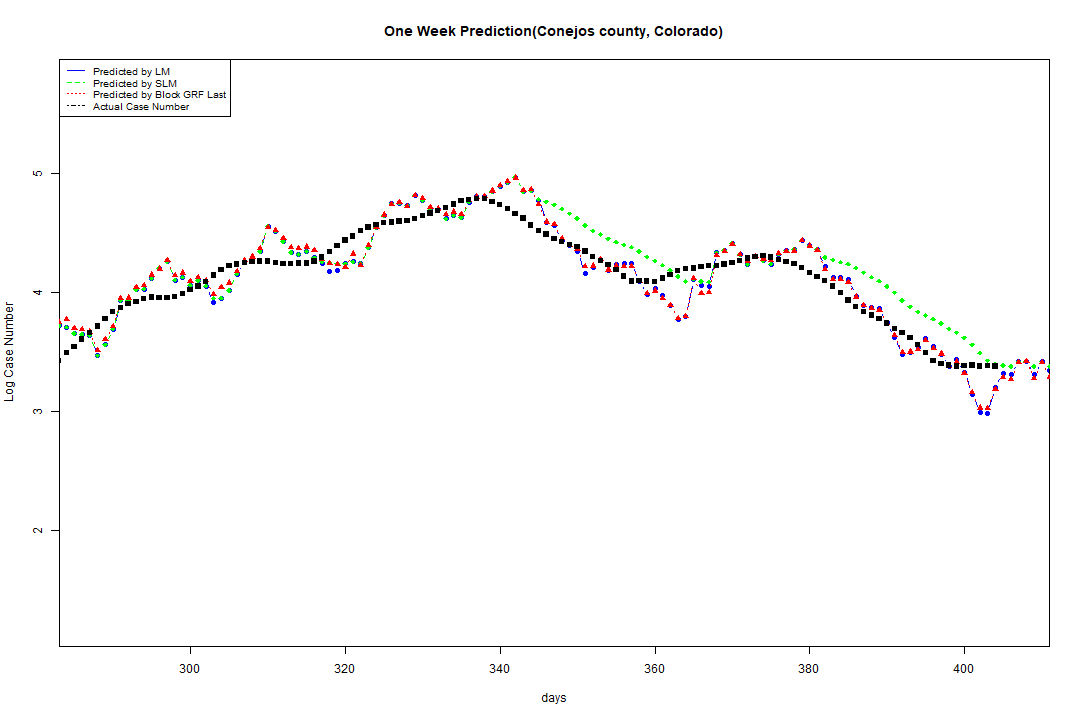 One Week Prediction(Conejos county, Colorado)
Predicted by LM
Predicted by SLM
Predicted by Block GRF Last
Actual Case Number
5
4
3
2
Log Case Number
300 320 340 360 380 400
days